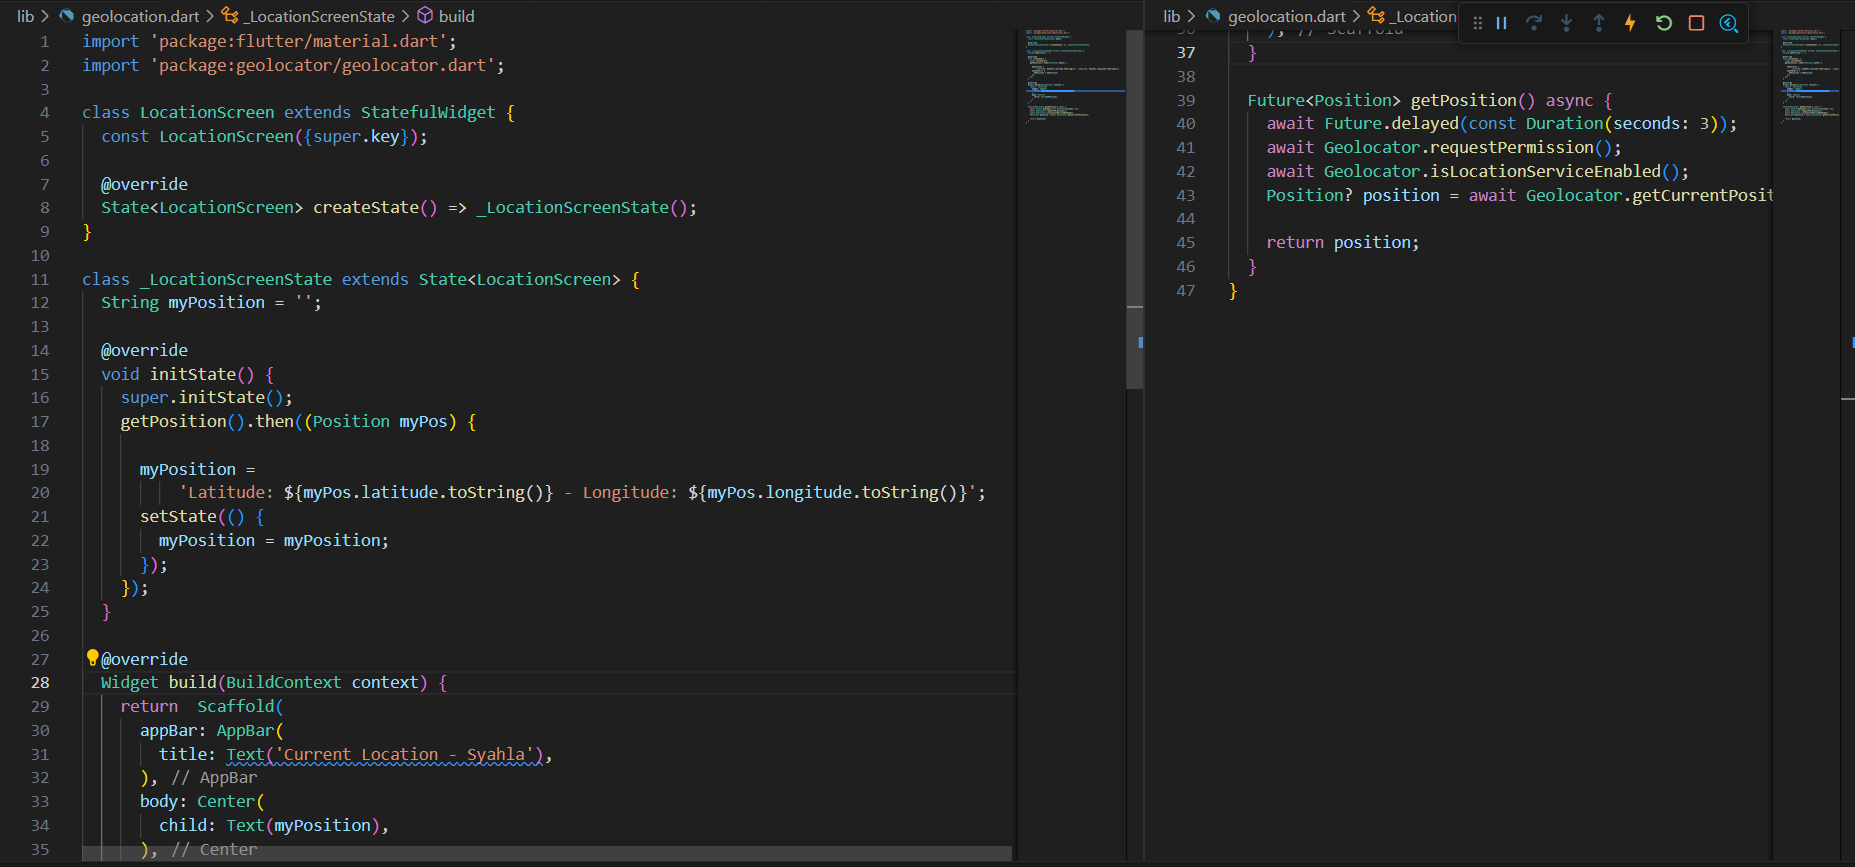 lib > geolocation.dart > _LocationScreenState > build
1 import 'package:flutter/material.dart';
2 import 'package:geolocator/geolocator.dart';
3
4 class LocationScreen extends StatefulWidget {
5 const LocationScreen({super.key});
6
7 @override
8 State<LocationScreen> createState() => _LocationScreenState();
9 }
10
11 class _LocationScreenState extends State<LocationScreen> {
12 String myPosition = '';
13
14 @override
15 void initState() {
16 super.initState();
17 getPosition().then((Position myPos) {
18
19 myPosition =
20 'Latitude: ${myPos.latitude.toString()} - Longitude: ${myPos.longitude.toString()}';
21 setState(() {
22 myPosition = myPosition;
23 });
24 });
25 }
26
27 @override
28 Widget build(BuildContext context) {
29 return  Scaffold(
30 appBar: AppBar(
31 title: Text('Current Location - Syahla'),
32 ), // AppBar
33 body: Center(
34 child: Text(myPosition),
35 ), // Center
lib > geolocation.dart > _Location
36 ); // Scaffold
37 }
38
39 Future<Position> getPosition() async {
40 await Future.delayed(const Duration(seconds: 3));
41 await Geolocator.requestPermission();
42 await Geolocator.isLocationServiceEnabled();
43 Position? position = await Geolocator.getCurrentPosit
44
45 return position;
46 }
47 }